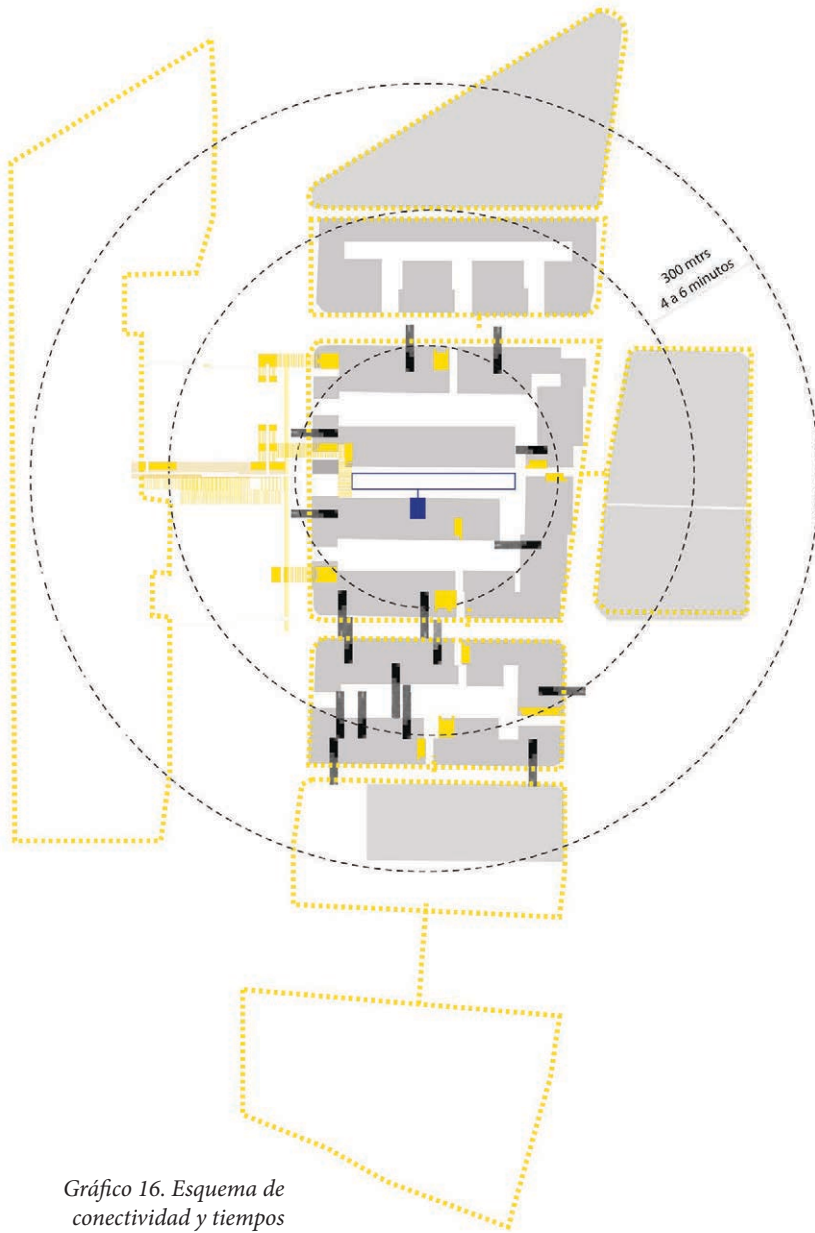 300 mtrs
4 a 6 minutos
Gráfico 16. Esquema de
conectividad y tiempos